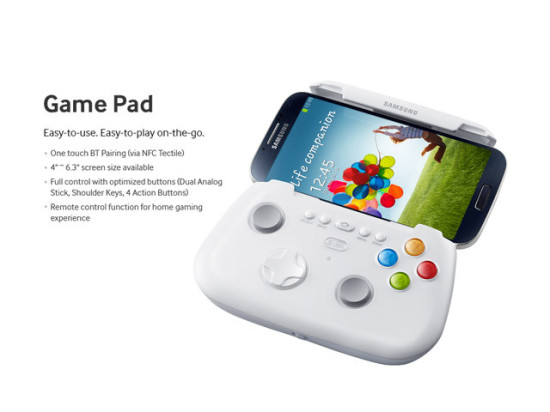 Game Pad
Easy-to-use. Easy-to-play on-the-go.
One touch BT Pairing (via NFC Tectile)
4" ~ 6.3" screen size available
Full control with optimized buttons (Dual Analog
Stick, Shoulder Keys, 4 Action Buttons)
Remote control function for home gaming
experience
SAMSUNG
SAMSUNG
Life companion
12:45